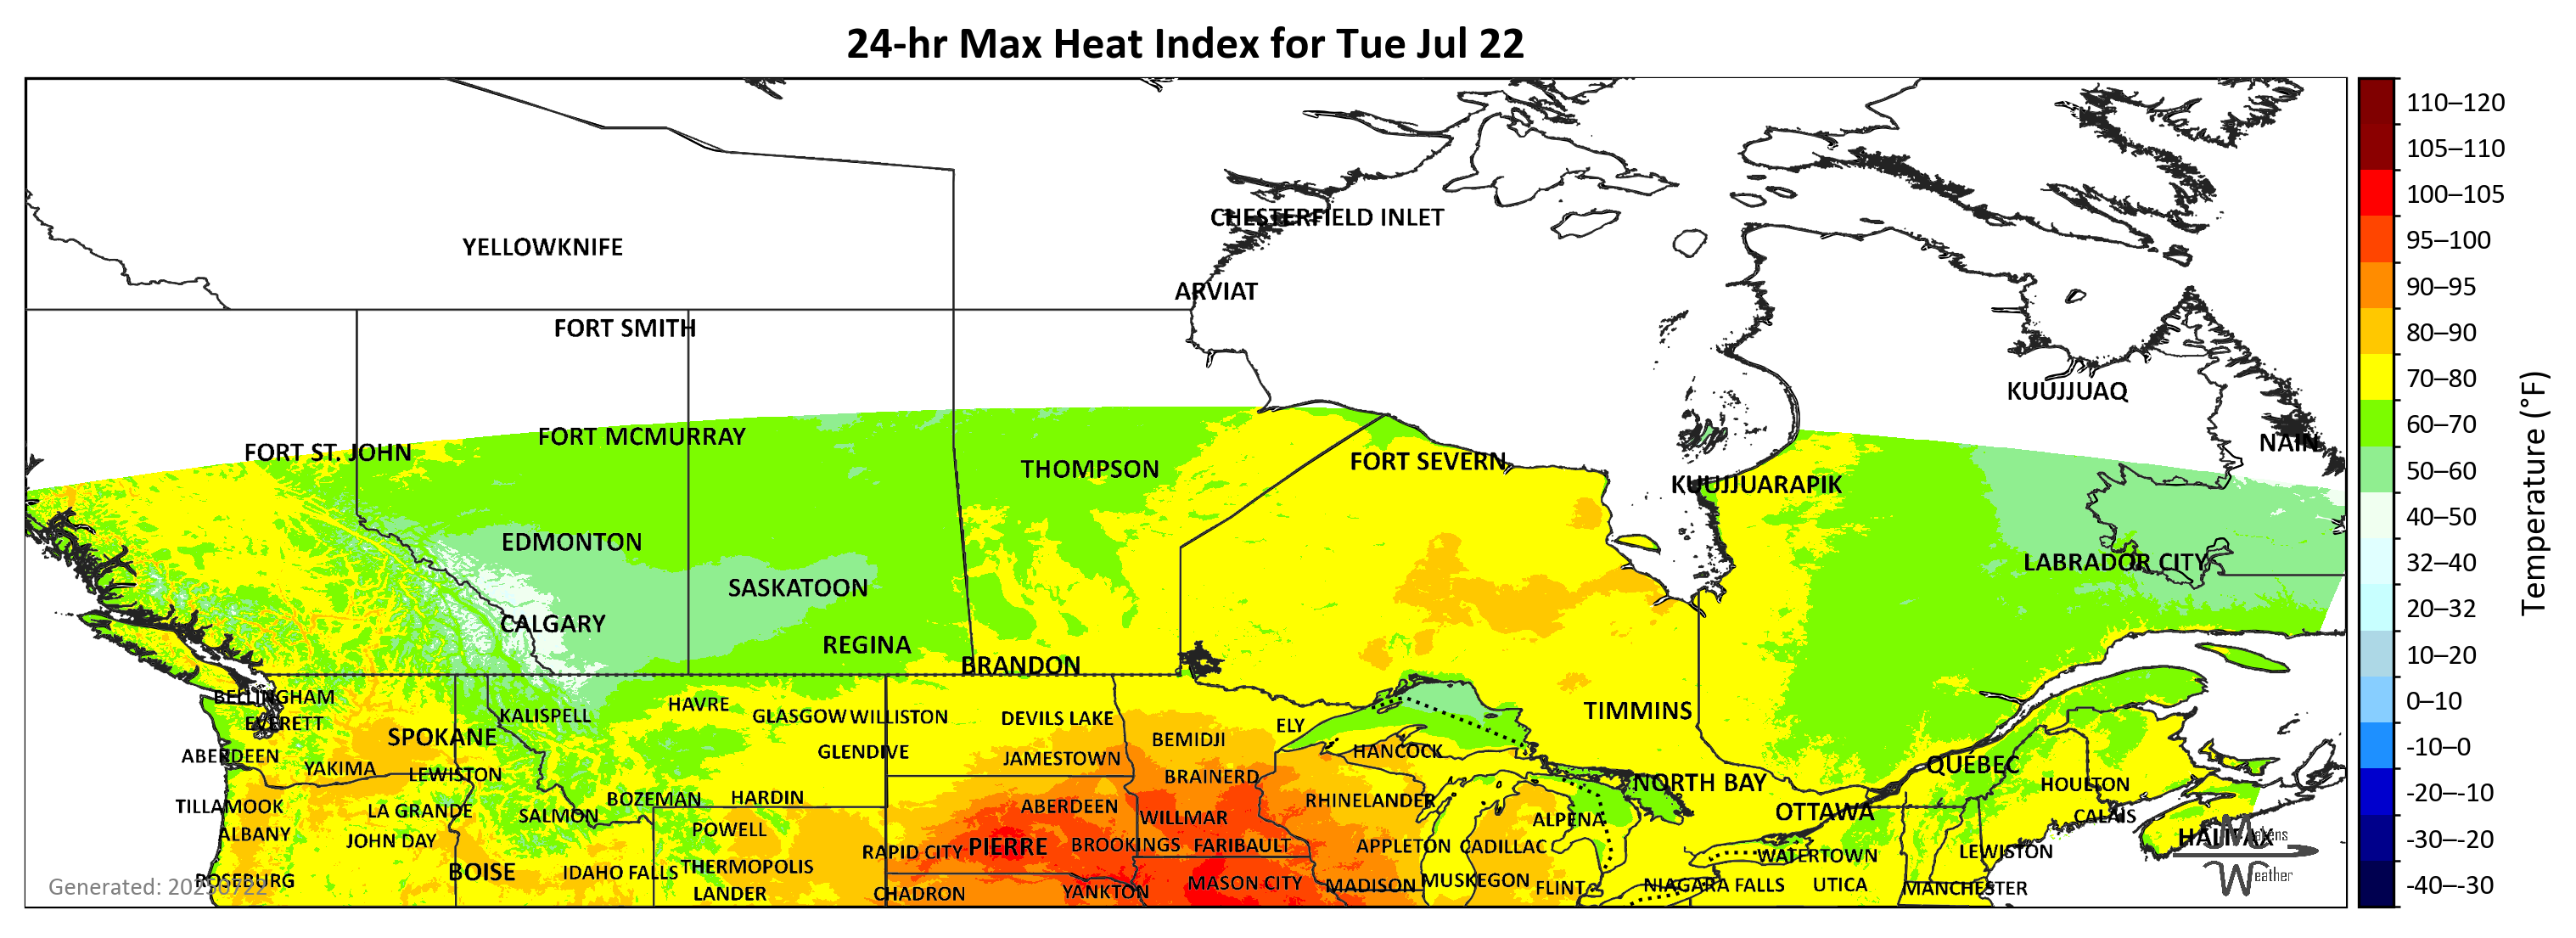 24-hr Max Heat Index for Tue Jul 22
110–120
105–110
100–105
95–100
90–95
80–90
70–80
60–70
50–60
40–50
32–40
20–32
10–20
0–10
-10–0
-20–-10
-30–-20
-40–-30
Temperature (°F)
CHESTERFIELD INLET
YELLOWKNIFE
ARVIAT
FORT SMITH
KUUJJUAQ
FORT MCMURRAY
NAIN
FORT ST. JOHN
FORT SEVERN
THOMPSON
KUUJJUARAPIK
EDMONTON
LABRADOR CITY
SASKATOON
CALGARY
REGINA
BRANDON
BELLINGHAM
HAVRE
TIMMINS
KALISPELL
GLASGOW
WILLISTON
DEVILS LAKE
EVERETT
ELY
SPOKANE
BEMIDJI
HANCOCK
GLENDIVE
ABERDEEN
JAMESTOWN
QUÉBEC
YAKIMA
LEWISTON
BRAINERD
NORTH BAY
HOULTON
BOZEMAN
HARDIN
RHINELANDER
TILLAMOOK
ABERDEEN
LA GRANDE
OTTAWA
SALMON
WILLMAR
CALAIS
ALPENA
POWELL
ALBANY
HALIFAX
JOHN DAY
PIERRE
BROOKINGS
FARIBAULT
APPLETON
CADILLAC
RAPID CITY
LEWISTON
WATERTOWN
THERMOPOLIS
BOISE
IDAHO FALLS
ROSEBURG
MUSKEGON
MASON CITY
MADISON
NIAGARA FALLS
UTICA
FLINT
MANCHESTER
YANKTON
LANDER
CHADRON
Generated: 20250722
Makens
Weather